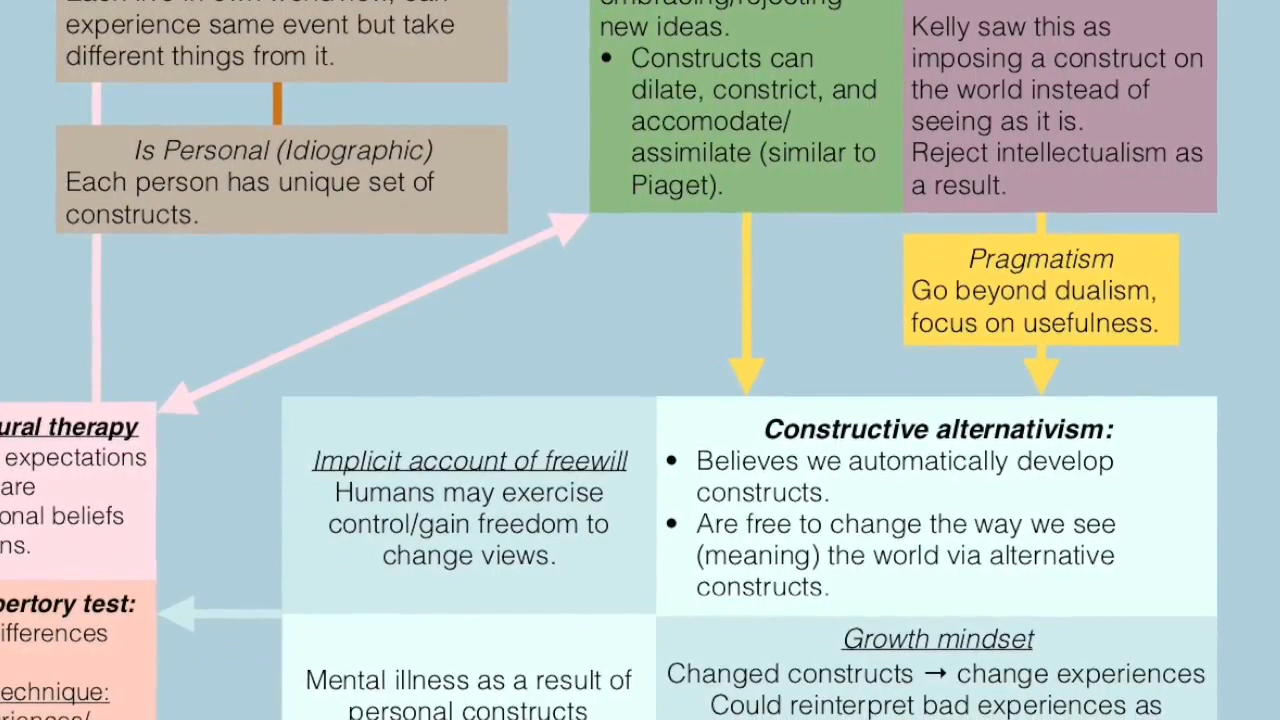 experience same event but take
different things from it.
Is Personal (Idiographic)
Each person has unique set of
constructs.
new ideas.
• Constructs can
dilate, constrict, and
accomodate/
assimilate (similar to
Piaget).
Kelly saw this as
imposing a construct on
the world instead of
seeing as it is.
Reject intellectualism as
a result.
Pragmatism
Go beyond dualism,
focus on usefulness.
ural therapy
expectations
are
onal beliefs
ns.
pertory test:
ifferences
echnique:
Implicit account of freewill
Humans may exercise
control/gain freedom to
change views.
Mental illness as a result of
personal constructs
Constructive alternativism:
• Believes we automatically develop
constructs.
• Are free to change the way we see
(meaning) the world via alternative
constructs.
Growth mindset
Changed constructs → change experiences
Could reinterpret bad experiences as